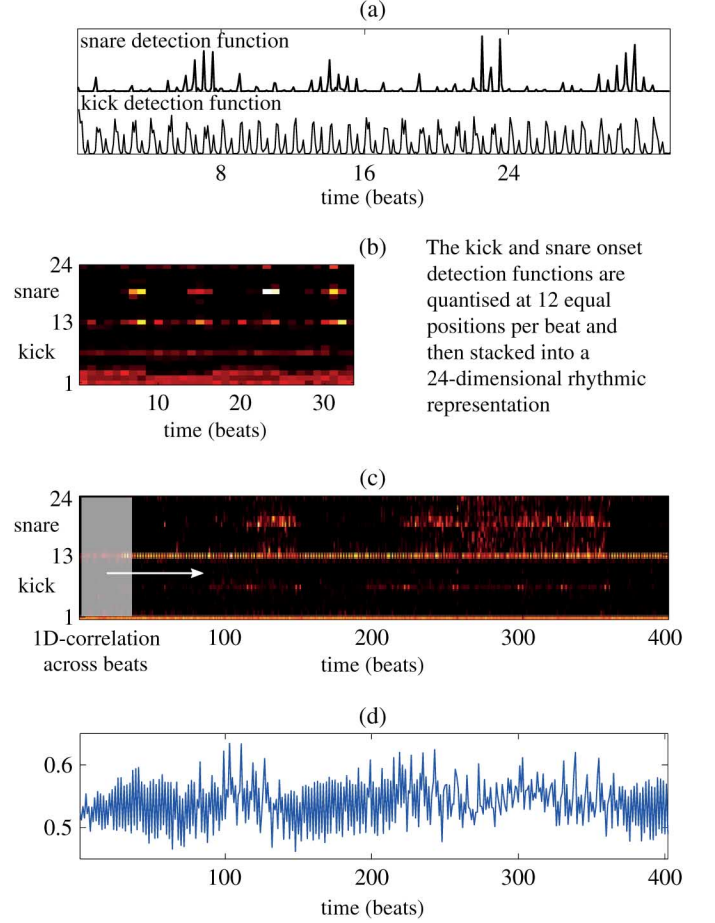 (a)
snare detection function
kick detection function
8 16 24
time (beats)
(b)
24
snare
13
kick
1
10 20 30
time (beats)
The kick and snare onset
detection functions are
quantised at 12 equal
positions per beat and
then stacked into a
24-dimensional rhythmic
representation
(c)
24
snare
13
kick
1
100 200 300 400
1D-correlation
across beats
time (beats)
(d)
0.6
0.5
100 200 300 400
time (beats)